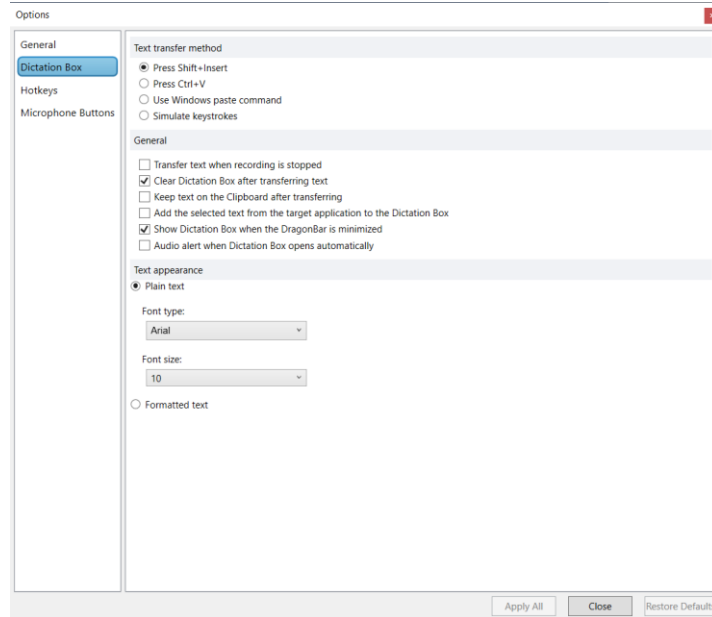 Options
General
Dictation Box
Hotkeys
Microphone Buttons
Text transfer method
Press Shift+Insert
Press Ctrl+V
Use Windows paste command
Simulate keystrokes
General
Transfer text when recording is stopped
Clear Dictation Box after transferring text
Keep text on the Clipboard after transferring
Add the selected text from the target application to the Dictation Box
Show Dictation Box when the DragonBar is minimized
Audio alert when Dictation Box opens automatically
Text appearance
Plain text
Font type:
Arial
Font size:
10
Formatted text
Apply All
Close
Restore Default